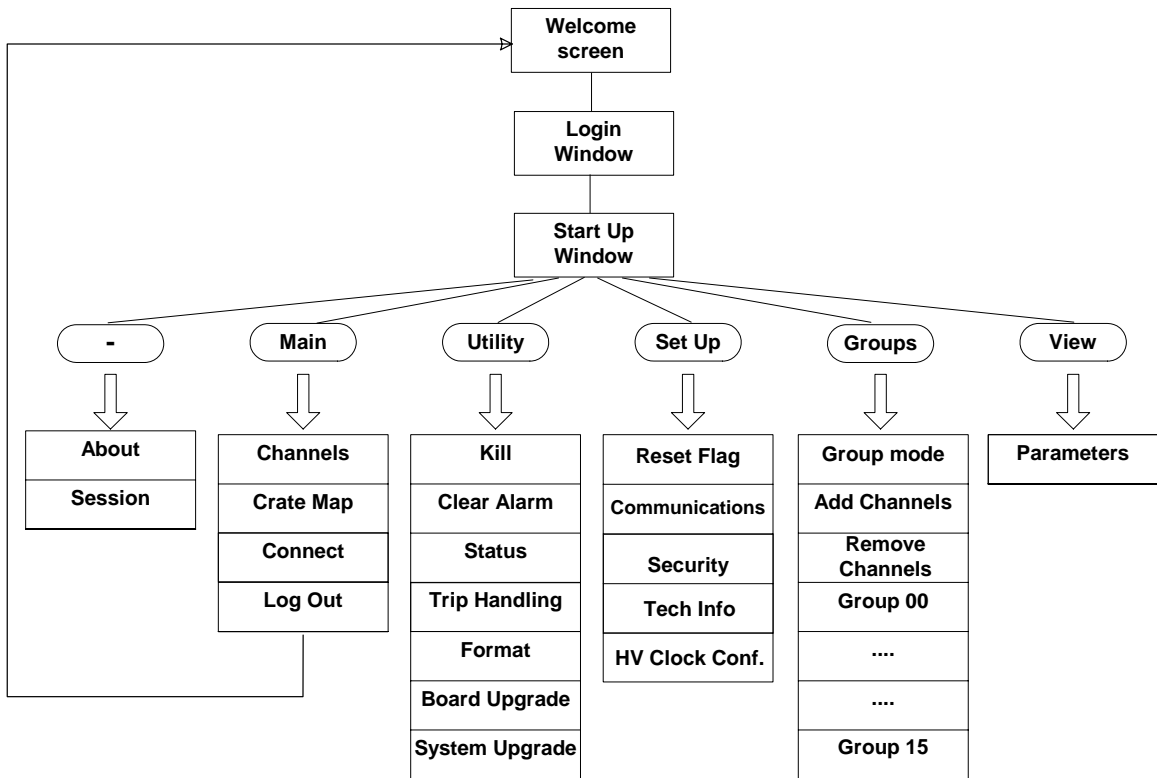 Welcome
screen
Login
Window
Start Up
Window
-
Main
Utility
Set Up
Groups
View
About
Session
Channels
Crate Map
Connect
Log Out
Kill
Clear Alarm
Status
Trip Handling
Format
Board Upgrade
System Upgrade
Reset Flag
Communications
Security
Tech Info
HV Clock Conf.
Group mode
Add Channels
Remove
Channels
Group 00
....
....
Group 15
Parameters